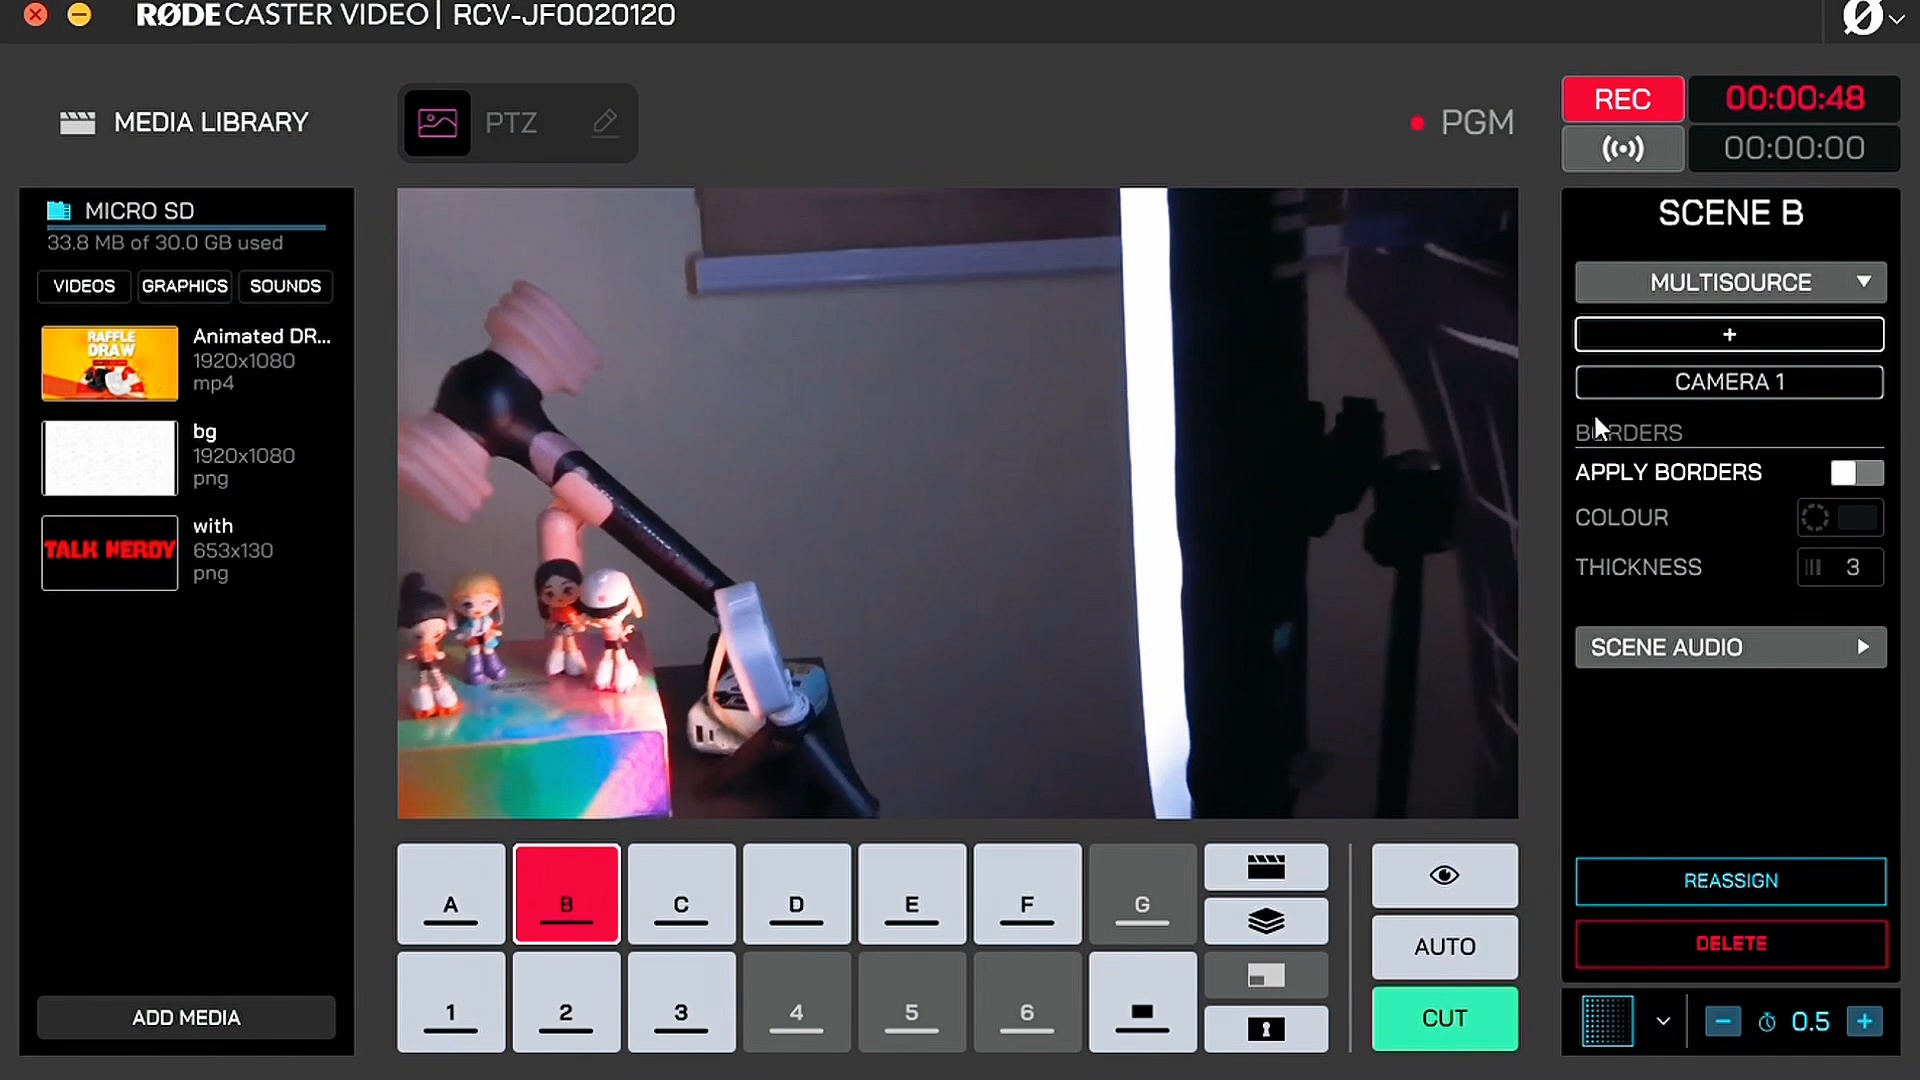 RØDECASTER VIDEO | RCV-JF0020120
MEDIA LIBRARY
PTZ
PGM
REC
00:00:48
00:00:00
MICRO SD
33.8 MB of 30.0 GB used
VIDEOS
GRAPHICS
SOUNDS
RAFFLE
DRAW
Animated DR...
1920x1080
mp4
bg
1920x1080
png
TALK NERDY
with
653x130
png
ADD MEDIA
SCENE B
MULTISOURCE
+
CAMERA 1
BORDERS
APPLY BORDERS
COLOUR
THICKNESS
3
SCENE AUDIO
REASSIGN
DELETE
A
B
C
D
E
F
G
1
2
3
4
5
6
AUTO
CUT
0.5